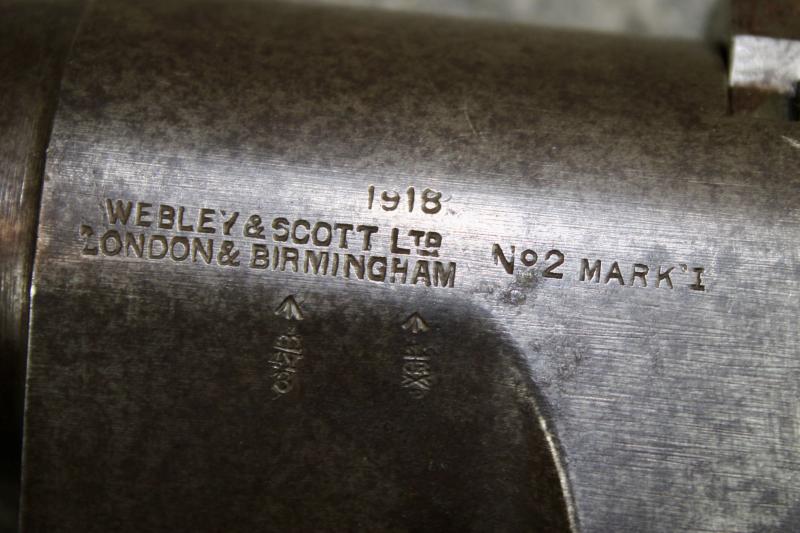 1918
WEBLEY & SCOTT LTD
LONDON & BIRMINGHAM
No2 MARK I